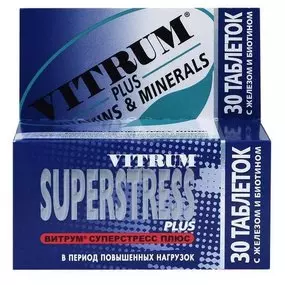 VITRUM®
PLUS
& MINERALS
30 ТАБЛЕТОК
С ЖЕЛЕЗОМ И БИОТИНОМ
VITRUM®
SUPERSTRESS
PLUS
ВИТРУМ® СУПЕРСТРЕСС ПЛЮС
В ПЕРИОД ПОВЫШЕННЫХ НАГРУЗОК
30 ТАБЛЕТОК
С ЖЕЛЕЗОМ И БИОТИНОМ